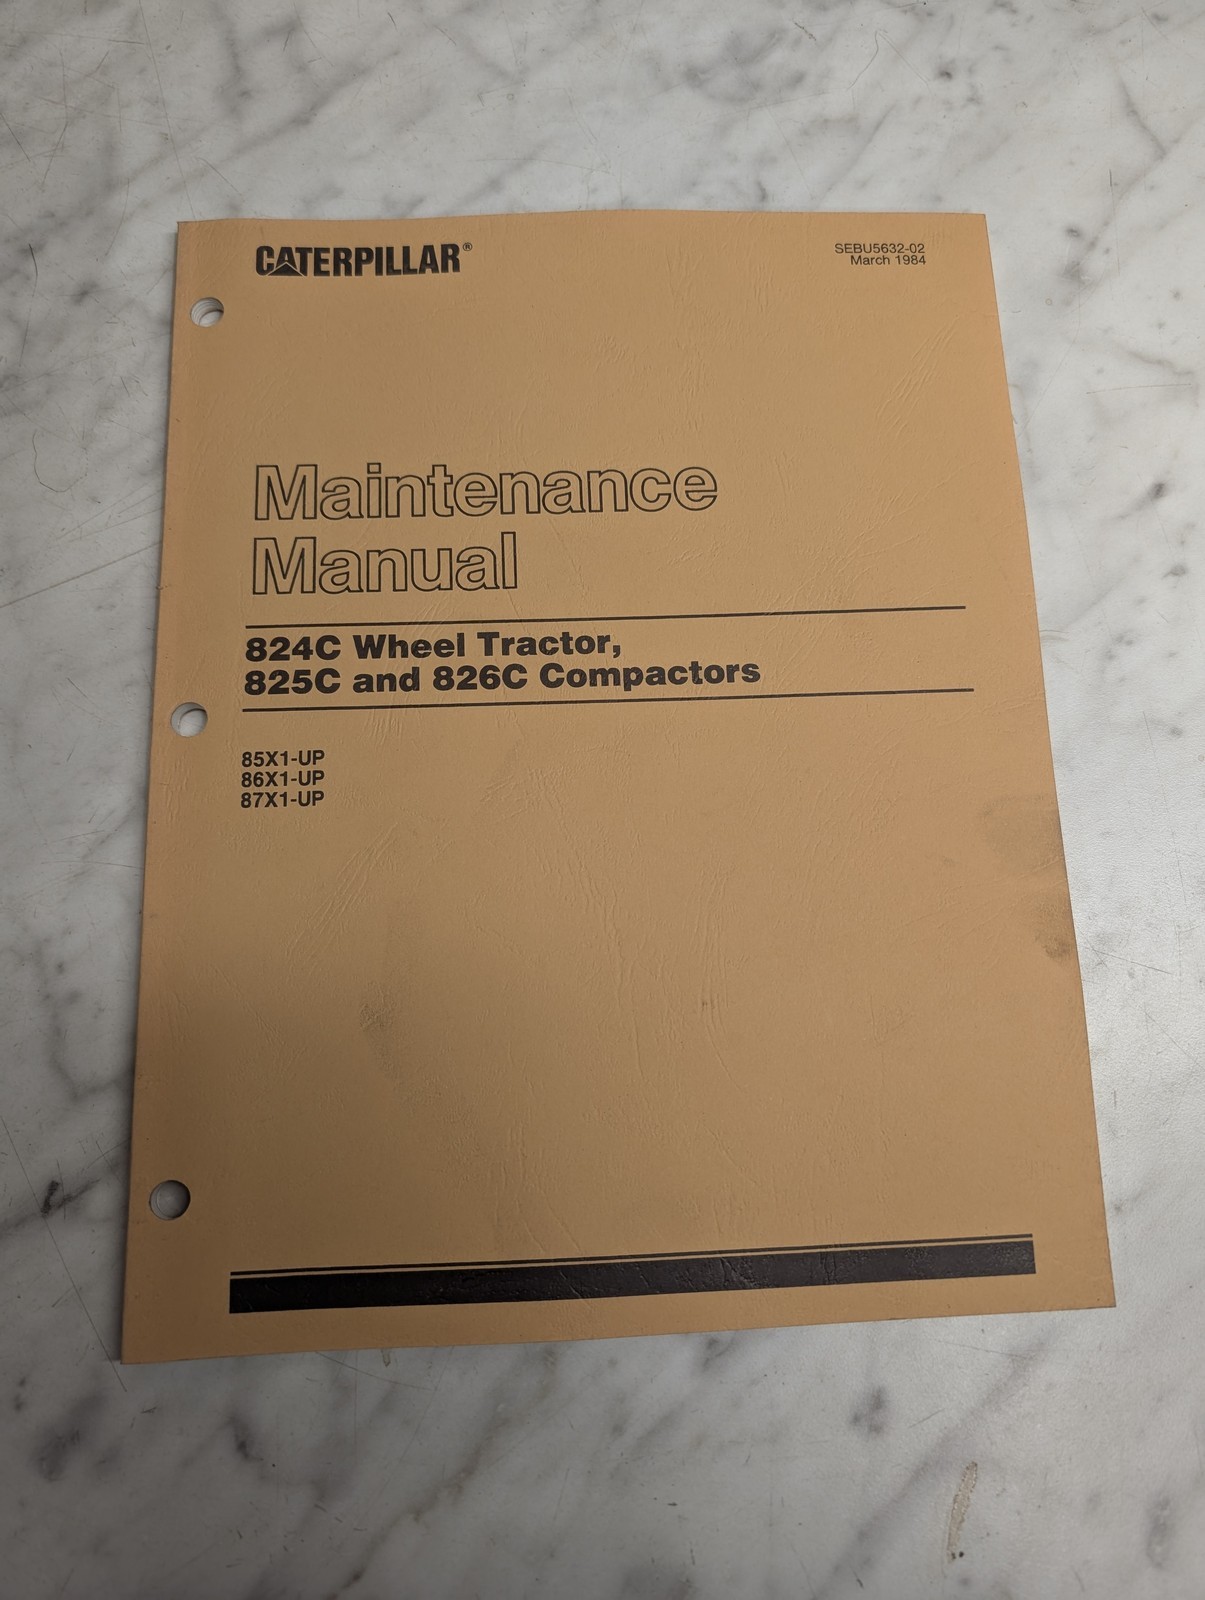 CATERPILLAR®
SEBU5632-02
March 1984
Maintenance
Manual
824C Wheel Tractor,
825C and 826C Compactors
85X1-UP
86X1-UP
87X1-UP